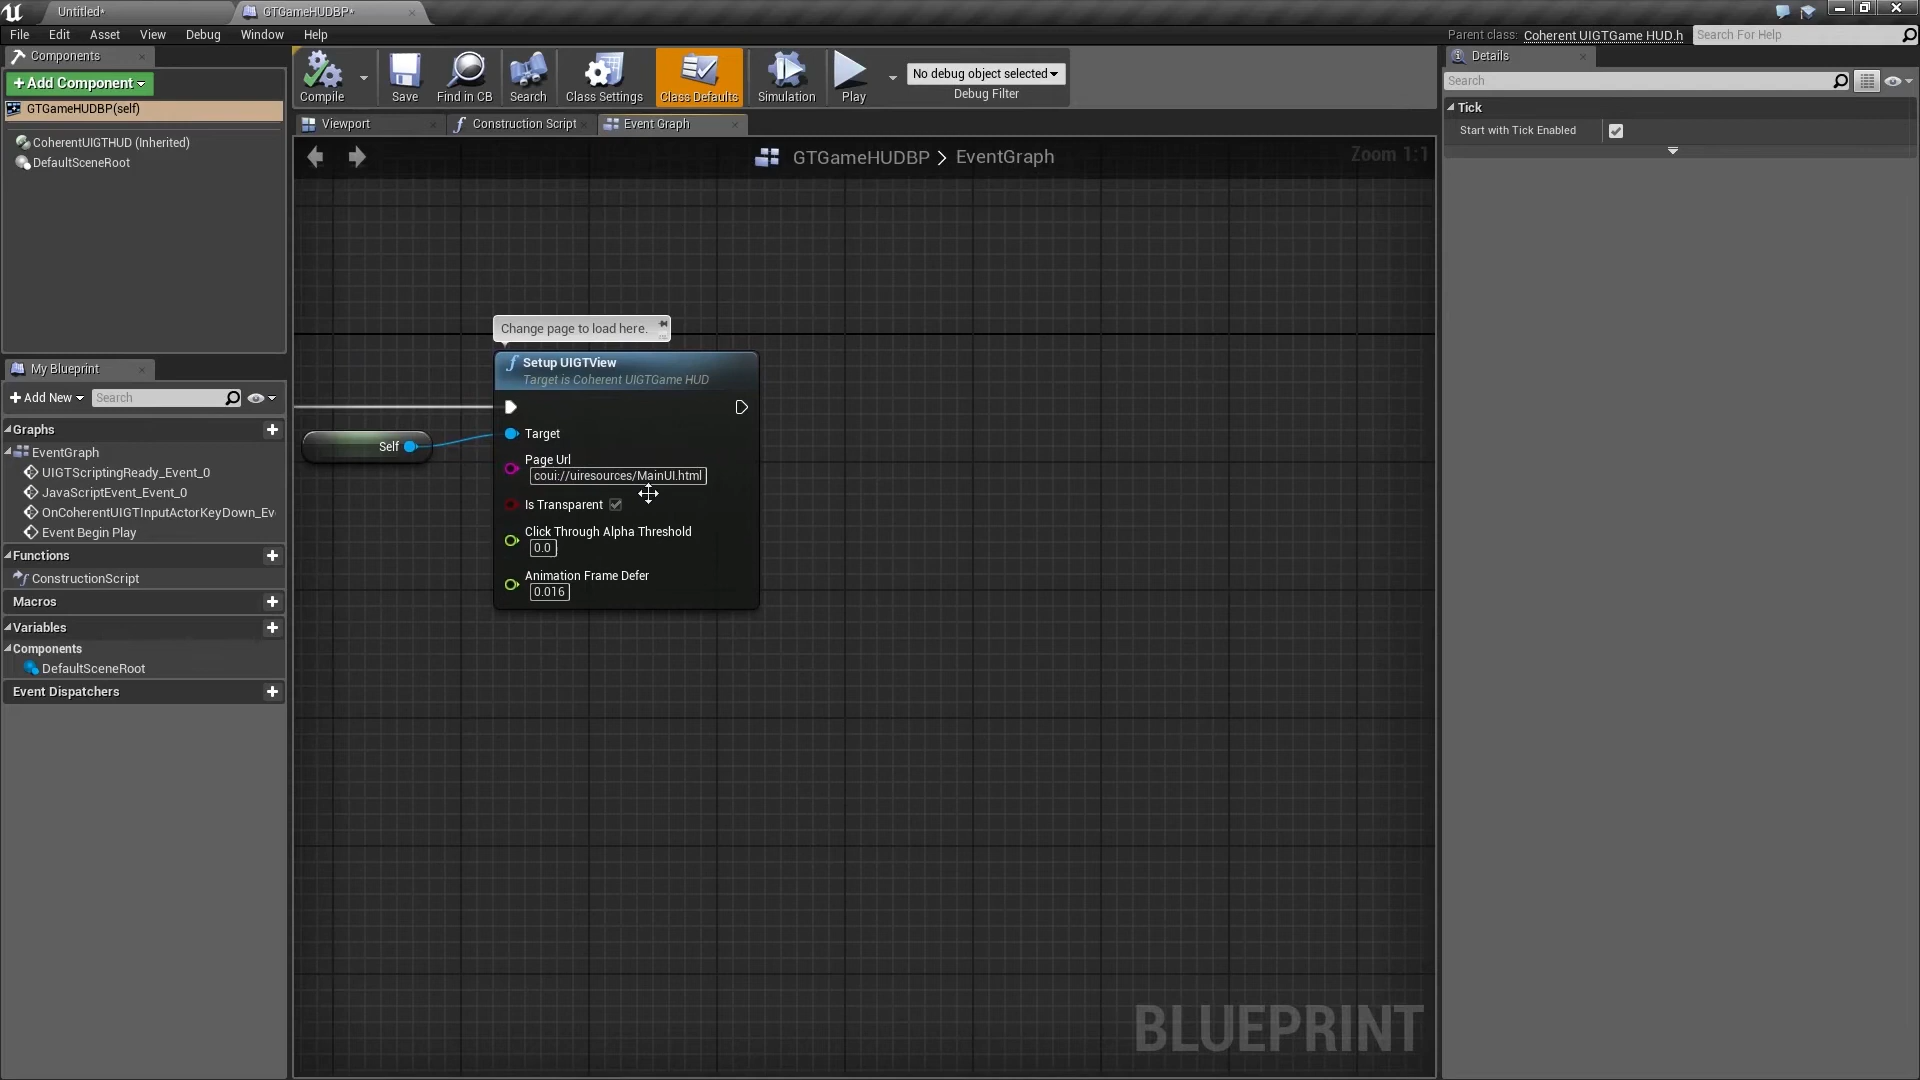 Untitled*
GTGameHUDBP*
File Edit Asset View Debug Window Help
Parent class: Coherent UIGTGame HUD.h
Search For Help
Components
+ Add Component
GTGameHUDBP(self)
CoherentUIGTHUD (Inherited)
DefaultSceneRoot
Compile
Save
Find in CB
Search
Class Settings
Class Defaults
Simulation
Play
No debug object selected
Debug Filter
Viewport
Construction Script
Event Graph
GTGameHUDBP > EventGraph
Zoom 1:1
Change page to load here.
Setup UIGTView
Target is Coherent UIGTGame HUD
Self
Target
Page Url
coui://uiresources/MainUI.html
Is Transparent
Click Through Alpha Threshold
0.0
Animation Frame Defer
0.016
BLUEPRINT
My Blueprint
+ Add New
Search
Graphs
EventGraph
UIGTScriptingReady_Event_0
JavaScriptEvent_Event_0
OnCoherentUIGTInputActorKeyDown_Ev
Event Begin Play
Functions
ConstructionScript
Macros
Variables
Components
DefaultSceneRoot
Event Dispatchers
Details
Search
Tick
Start with Tick Enabled